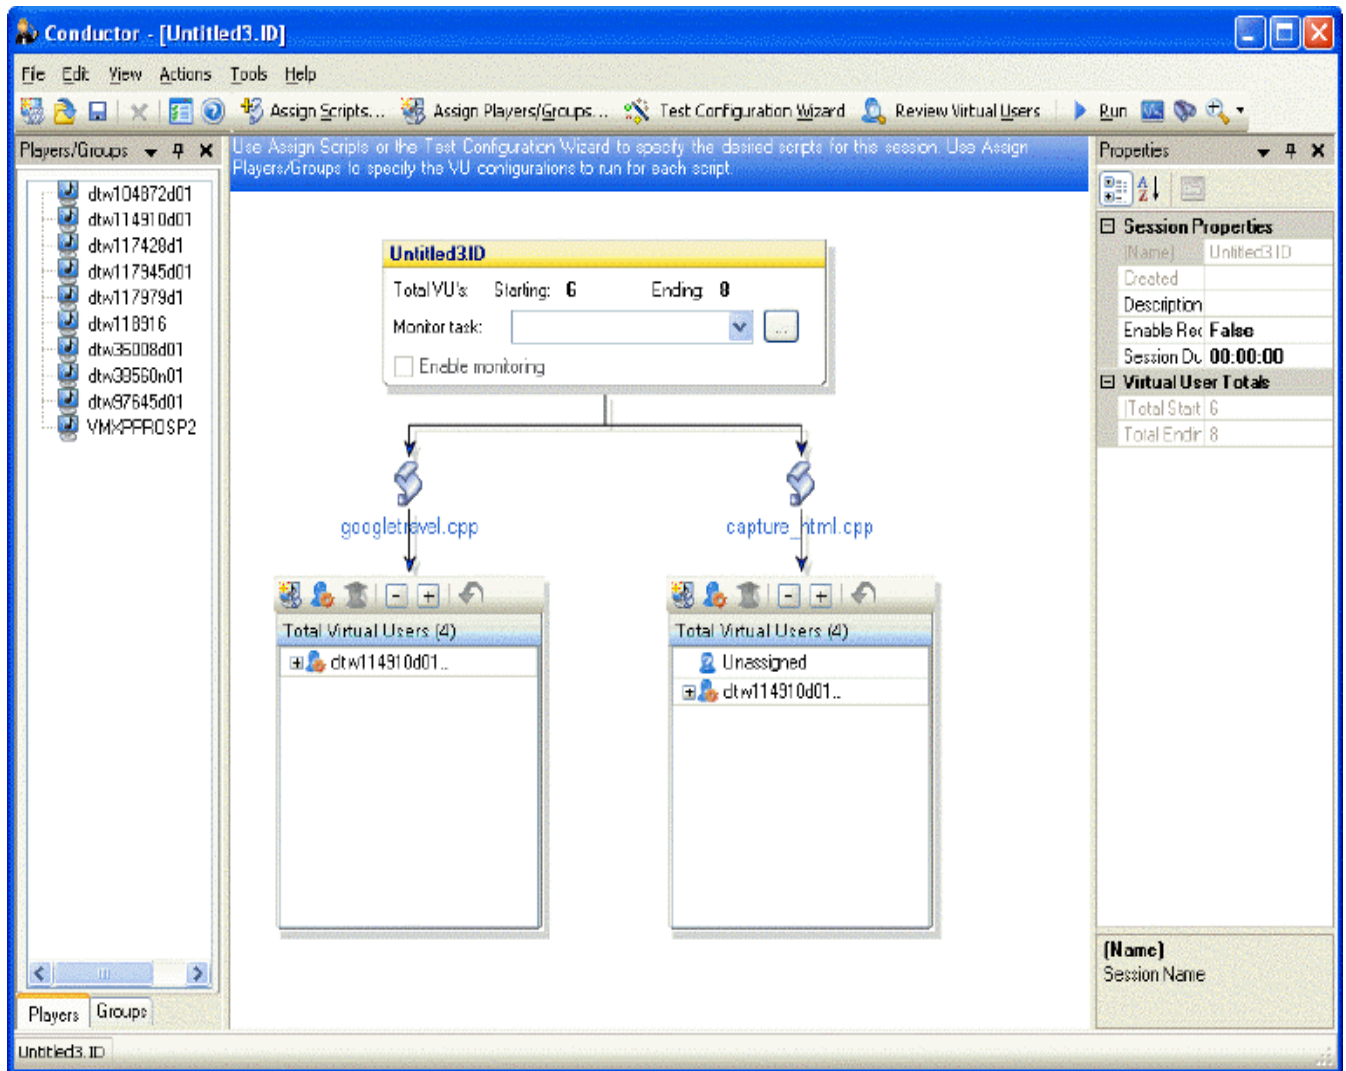 Conductor - [Untitled3.ID]
File Edit View Actions Tools Help
Assign Scripts... Assign Players/Groups... Test Configuration Wizard Review Virtual Users Run
Players/Groups
dtw104872d01
dtw114910d01
dtw117428d1
dtw117945d01
dtw117979d1
dtw118916
dtw36008d01
dtw38560n01
dtw97645d01
VMXPPROSP2
Players Groups
Use Assign Scripts or the Test Configuration Wizard to specify the desired scripts for this session. Use Assign
Players/Groups to specify the VU configurations to run for each script.
Untitled3.ID
Total VU's: Starting: 6 Ending: 8
Monitor task:
...
Enable monitoring
googletravel.cpp
capture_html.cpp
Total Virtual Users (4)
dtw114910d01..
Total Virtual Users (4)
Unassigned
dtw114910d01..
Properties
Session Properties
(Name) Untitled3.ID
Created
Description
Enable Rec False
Session Du 00:00:00
Virtual User Totals
Total Start 6
Total Endin 8
(Name)
Session Name
Untitled3.ID